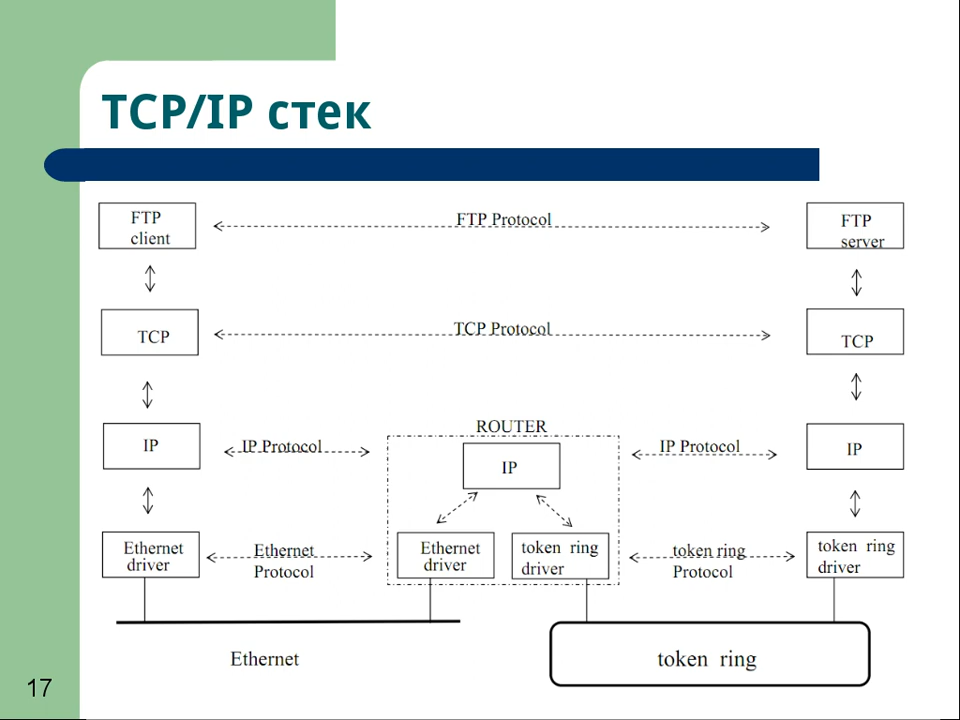 TCP/IP стек
FTP
client
FTP Protocol
FTP
server
TCP
TCP Protocol
TCP
ROUTER
IP
IP Protocol
IP
IP Protocol
IP
Ethernet
driver
Ethernet
Protocol
Ethernet
driver
token ring
driver
token ring
Protocol
token ring
driver
Ethernet
token ring
17